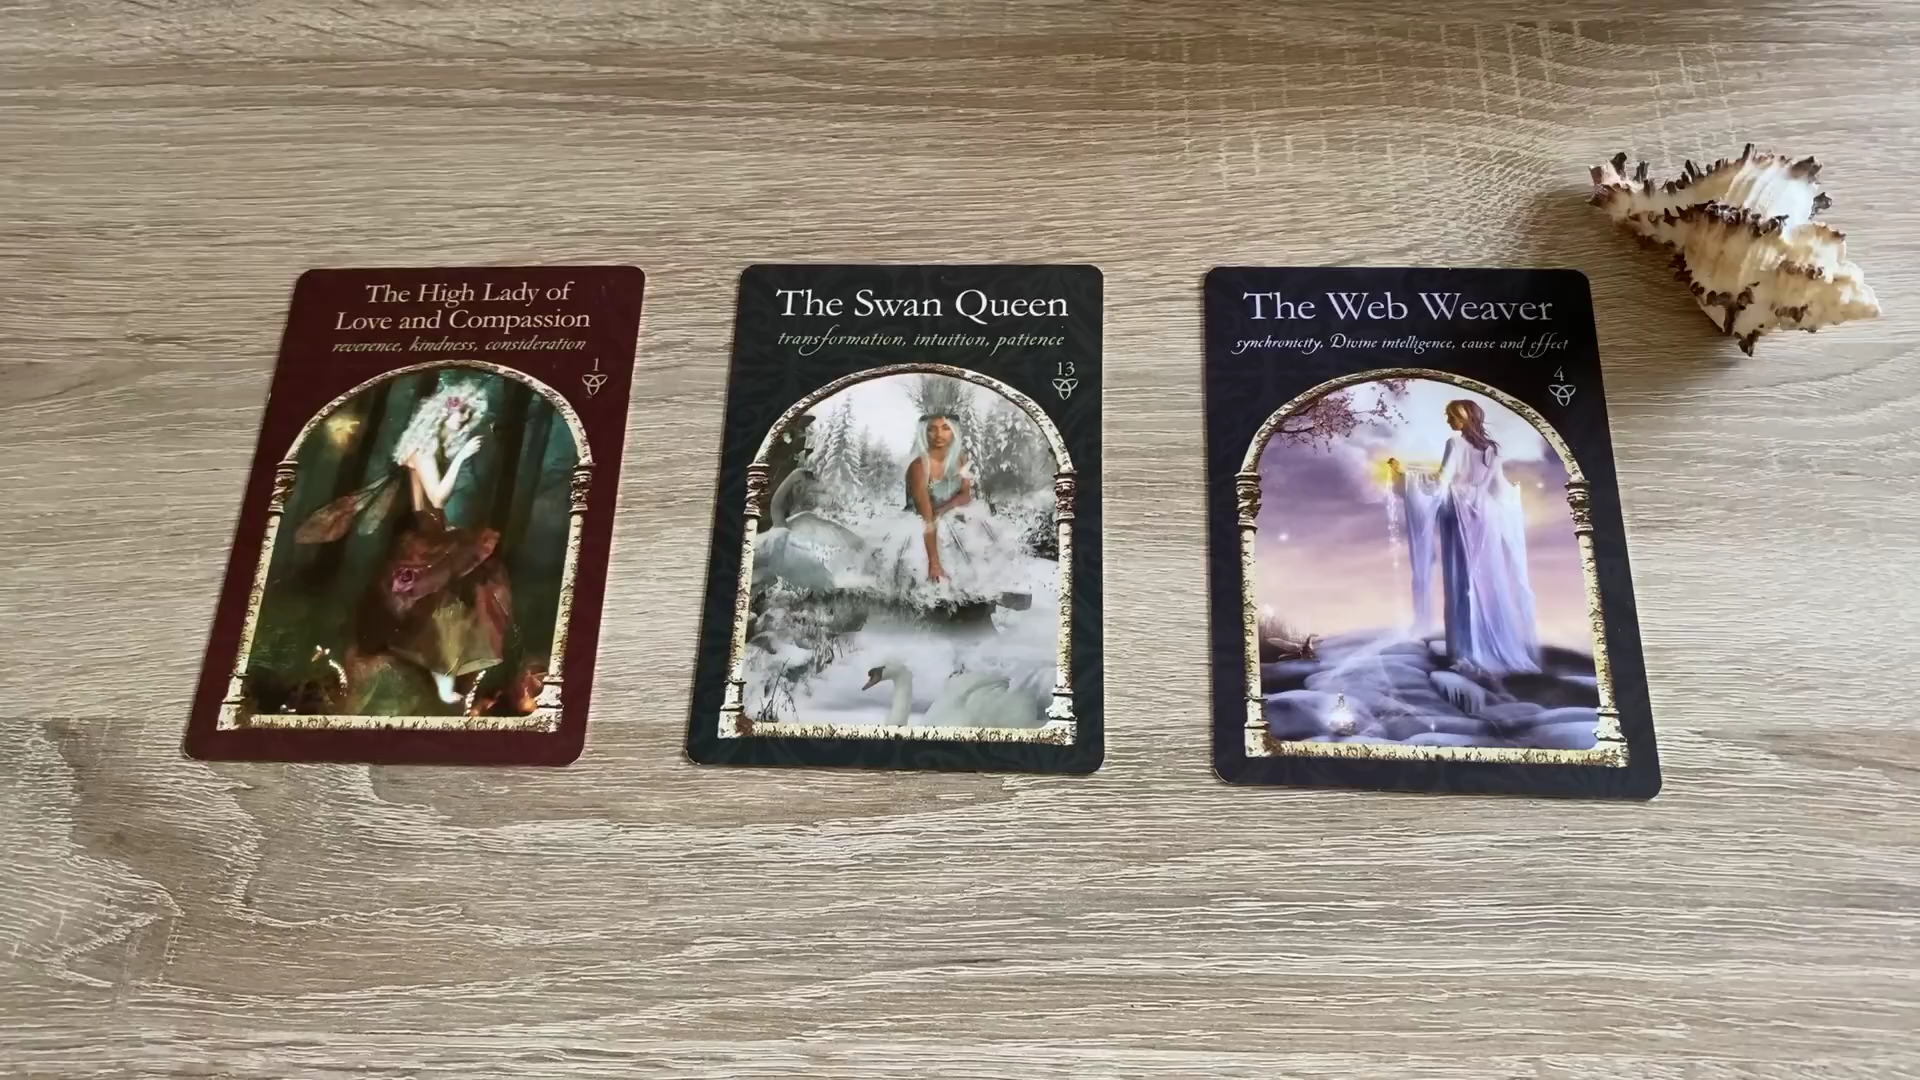 The High Lady of
Love and Compassion
reverence, kindness, consideration
1
The Swan Queen
transformation, intuition, patience
13
The Web Weaver
synchronicity, Divine intelligence, cause and effect
4